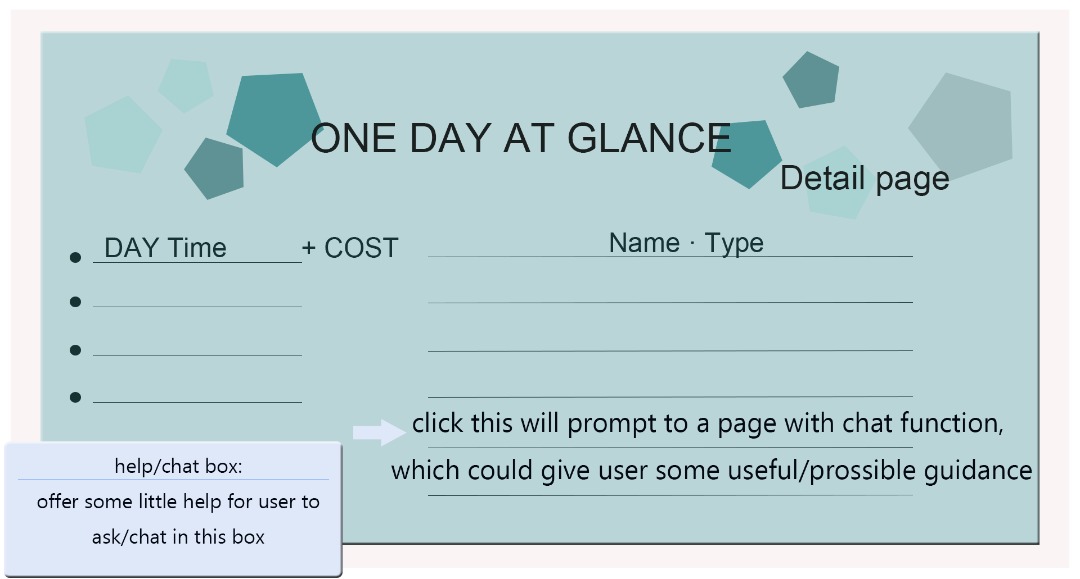 ONE DAY AT GLANCE
Detail page
DAY Time + COST
Name · Type
click this will prompt to a page with chat function,
which could give user some useful/prossible guidance
help/chat box:
offer some little help for user to
ask/chat in this box